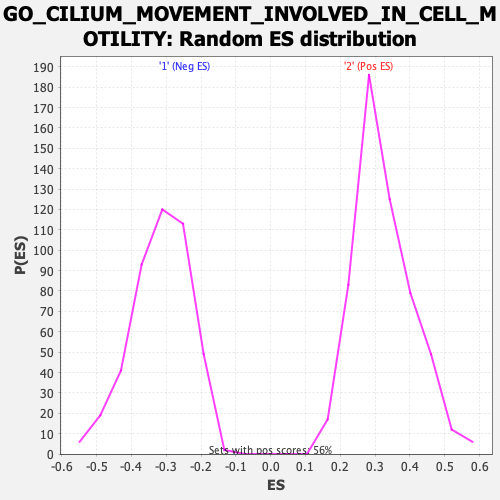 GO_CILIUM_MOVEMENT_INVOLVED_IN_CELL_M
OTILITY: Random ES distribution
'1' (Neg ES)
'2' (Pos ES)
190
180
170
160
150
140
130
120
110
100
90
80
70
60
50
40
30
20
10
0
P(ES)
Sets with pos scores: 56%
-0.6 -0.5 -0.4 -0.3 -0.2 -0.1 0.0 0.1 0.2 0.3 0.4 0.5 0.6
ES